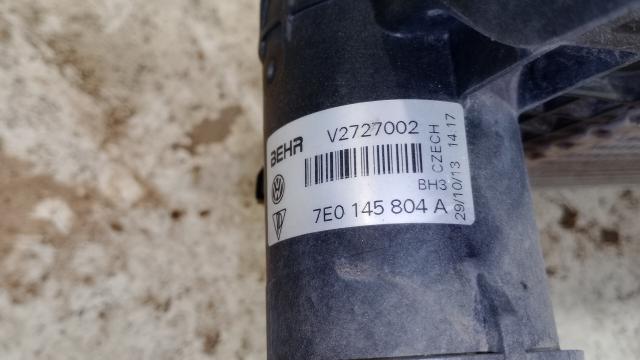 BEHR
V2727002
BH3
7E0 145 804 A
CZECH
29/10/13 14:17